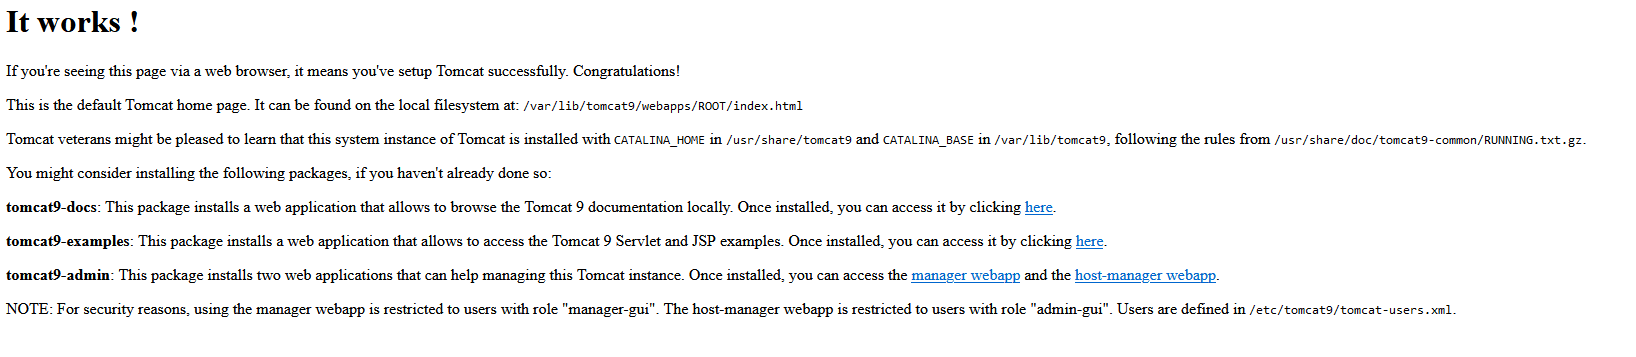 It works !
If you're seeing this page via a web browser, it means you've setup Tomcat successfully. Congratulations!
This is the default Tomcat home page. It can be found on the local filesystem at: /var/lib/tomcat9/webapps/ROOT/index.html
Tomcat veterans might be pleased to learn that this system instance of Tomcat is installed with CATALINA_HOME in /usr/share/tomcat9 and CATALINA_BASE in /var/lib/tomcat9, following the rules from /usr/share/doc/tomcat9-common/RUNNING.txt.gz.
You might consider installing the following packages, if you haven't already done so:
tomcat9-docs: This package installs a web application that allows to browse the Tomcat 9 documentation locally. Once installed, you can access it by clicking here.
tomcat9-examples: This package installs a web application that allows to access the Tomcat 9 Servlet and JSP examples. Once installed, you can access it by clicking here.
tomcat9-admin: This package installs two web applications that can help managing this Tomcat instance. Once installed, you can access the manager webapp and the host-manager webapp.
NOTE: For security reasons, using the manager webapp is restricted to users with role "manager-gui". The host-manager webapp is restricted to users with role "admin-gui". Users are defined in /etc/tomcat9/tomcat-users.xml.